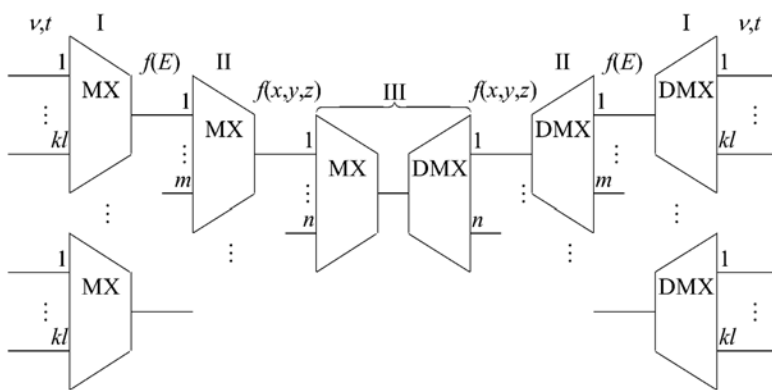 ν,t I I ν,t
II f(E) II f(E)
1 MX f(x,y,z) III f(x,y,z) DMX 1
⋮ 1 MX 1 DMX ⋮
kl ⋮ 1 1 ⋮ kl
m MX DMX m
⋮ ⋮ ⋮ ⋮
n n
⋮ ⋮ ⋮ ⋮
1 MX DMX 1
⋮ ⋮
kl kl